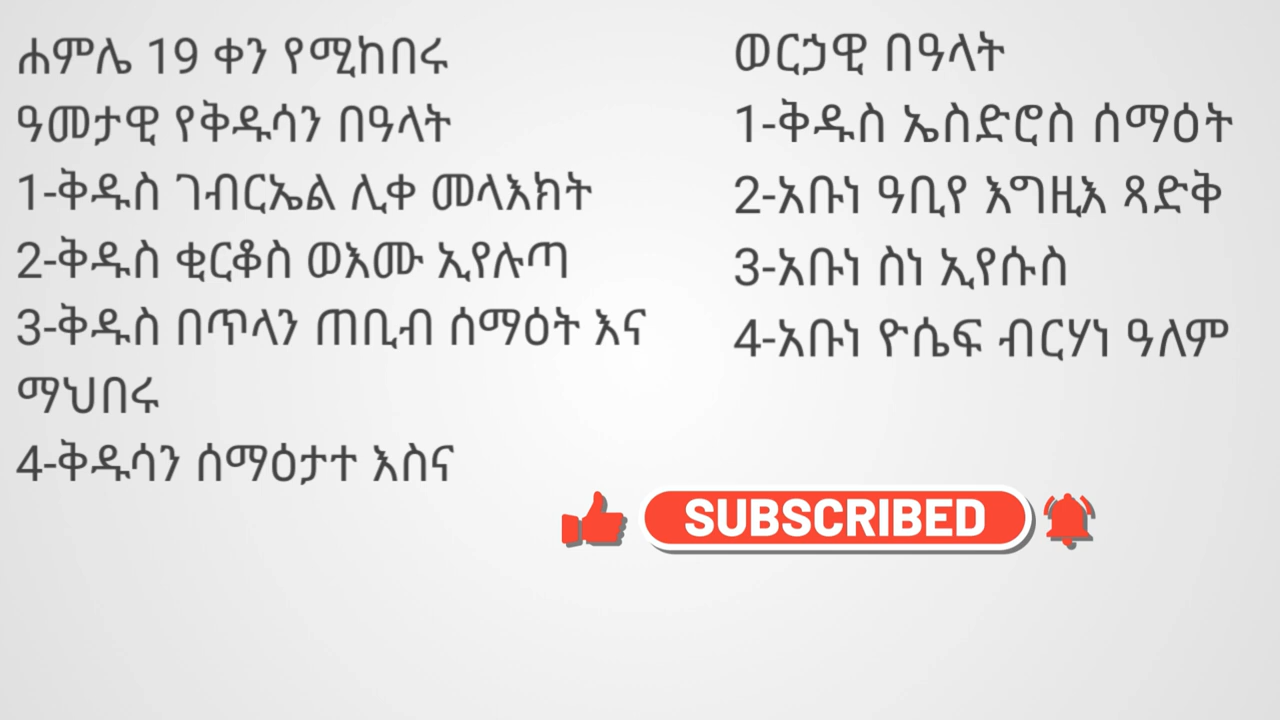 ሐምሌ 19 ቀን የሚከበሩ
ዓመታዊ የቅዱሳን በዓላት
1-ቅዱስ ገብርኤል ሊቀ መላእክት
2-ቅዱስ ቂርቆስ ወእሙ ኢየሉጣ
3-ቅዱስ በጥላን ጠቢብ ሰማዕት እና
ማህበሩ
4-ቅዱሳን ሰማዕታተ እስና
ወርኃዊ በዓላት
1-ቅዱስ ኤስድሮስ ሰማዕት
2-አቡነ ዓቢየ እግዚእ ጻድቅ
3-አቡነ ስነ ኢየሱስ
4-አቡነ ዮሴፍ ብርሃነ ዓለም
SUBSCRIBED